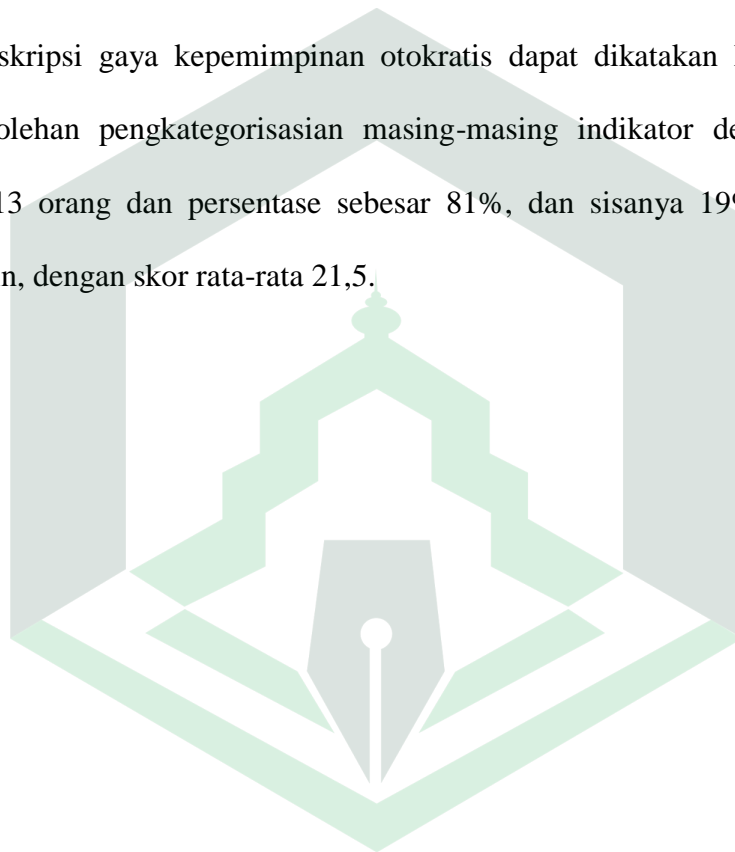 skripsi gaya kepemimpinan otokratis dapat dikatakan
olehan pengkategorisasian masing-masing indikator
13 orang dan persentase sebesar 81%, dan sisanya 19
n, dengan skor rata-rata 21,5.